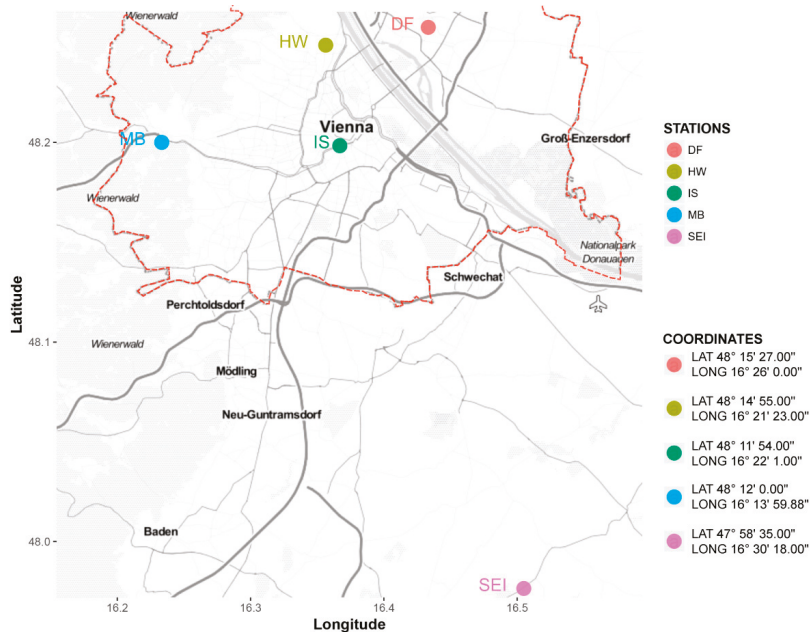 Wienerwald
DF
HW
Vienna
IS
MB
Groß-Enzersdorf
Wienerwald
Nationalpark
Donauauen
Schwechat
Perchtoldsdorf
Wienerwald
Mödling
Neu-Guntramsdorf
Baden
SEI
48.2
48.1
48.0
Latitude
16.2
16.3
16.4
16.5
Longitude
STATIONS
DF
HW
IS
MB
SEI
COORDINATES
LAT 48° 15' 27.00"
LONG 16° 26' 0.00"
LAT 48° 14' 55.00"
LONG 16° 21' 23.00"
LAT 48° 11' 54.00"
LONG 16° 22' 1.00"
LAT 48° 12' 0.00"
LONG 16° 13' 59.88"
LAT 47° 58' 35.00"
LONG 16° 30' 18.00"